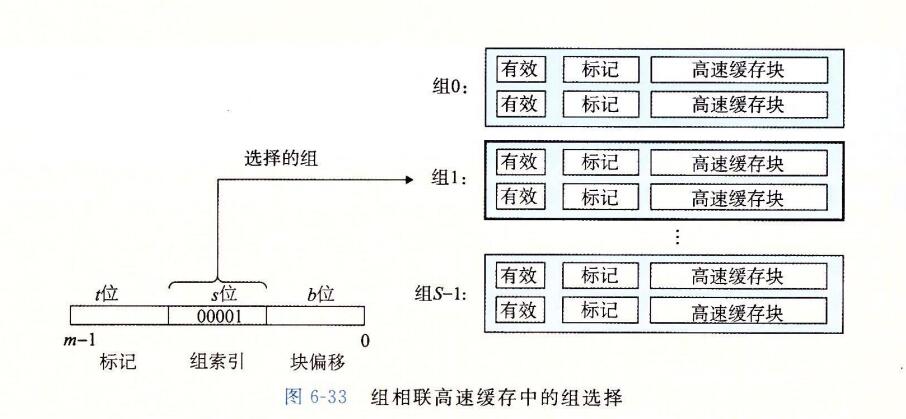 组0：
有效 标记 高速缓存块
有效 标记 高速缓存块
选择的组
组1：
有效 标记 高速缓存块
有效 标记 高速缓存块
⋮
组S-1：
有效 标记 高速缓存块
有效 标记 高速缓存块
t位 s位 b位
00001
m-1 0
标记 组索引 块偏移
图 6-33 组相联高速缓存中的组选择